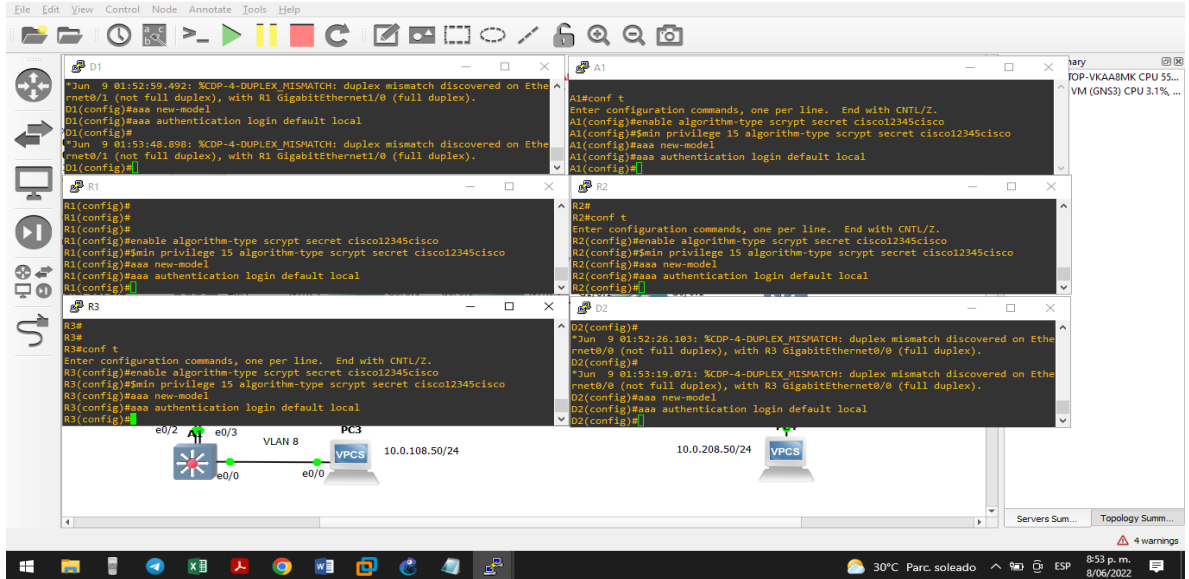 File Edit View Control Node Annotate Tools Help
D1
*Jun  9 01:52:59.492: %CDP-4-DUPLEX_MISMATCH: duplex mismatch discovered on Ethe
rnet0/1 (not full duplex), with R1 GigabitEthernet1/0 (full duplex).
D1(config)#aaa new-model
D1(config)#aaa authentication login default local
D1(config)#
*Jun  9 01:53:48.898: %CDP-4-DUPLEX_MISMATCH: duplex mismatch discovered on Ethe
rnet0/1 (not full duplex), with R1 GigabitEthernet1/0 (full duplex).
D1(config)#
A1
A1#conf t
Enter configuration commands, one per line.  End with CNTL/Z.
A1(config)#enable algorithm-type scrypt secret cisco12345cisco
A1(config)#$min privilege 15 algorithm-type scrypt secret cisco12345cisco
A1(config)#aaa new-model
A1(config)#aaa authentication login default local
A1(config)#
R1
R1(config)#
R1(config)#
R1(config)#
R1(config)#enable algorithm-type scrypt secret cisco12345cisco
R1(config)#$min privilege 15 algorithm-type scrypt secret cisco12345cisco
R1(config)#aaa new-model
R1(config)#aaa authentication login default local
R1(config)#
R2
R2#
R2#conf t
Enter configuration commands, one per line.  End with CNTL/Z.
R2(config)#enable algorithm-type scrypt secret cisco12345cisco
R2(config)#$min privilege 15 algorithm-type scrypt secret cisco12345cisco
R2(config)#aaa new-model
R2(config)#aaa authentication login default local
R2(config)#
R3
R3#
R3#
R3#conf t
Enter configuration commands, one per line.  End with CNTL/Z.
R3(config)#enable algorithm-type scrypt secret cisco12345cisco
R3(config)#$min privilege 15 algorithm-type scrypt secret cisco12345cisco
R3(config)#aaa new-model
R3(config)#aaa authentication login default local
R3(config)#
D2
D2(config)#
*Jun  9 01:52:26.103: %CDP-4-DUPLEX_MISMATCH: duplex mismatch discovered on Ethe
rnet0/0 (not full duplex), with R3 GigabitEthernet0/0 (full duplex).
D2(config)#
*Jun  9 01:53:19.071: %CDP-4-DUPLEX_MISMATCH: duplex mismatch discovered on Ethe
rnet0/0 (not full duplex), with R3 GigabitEthernet0/0 (full duplex).
D2(config)#aaa new-model
D2(config)#aaa authentication login default local
D2(config)#
TOP-VKAA8MK CPU 55...
VM (GNS3) CPU 3.1%, ...
e0/2 A1 e0/3
VLAN 8
PC3
VPCS
10.0.108.50/24
e0/0
e0/0
10.0.208.50/24
VPCS
Servers Sum...
Topology Summ...
4 warnings
30°C Parc. soleado
ESP
8:53 p. m.
8/06/2022